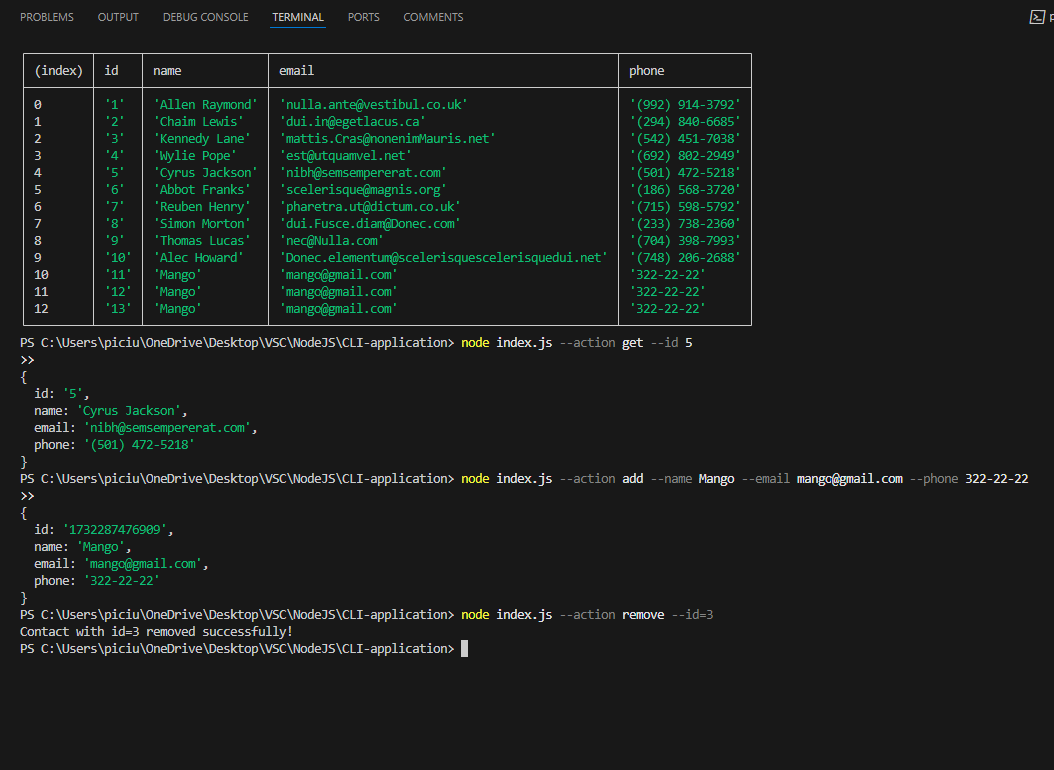 PROBLEMS OUTPUT DEBUG CONSOLE TERMINAL PORTS COMMENTS
(index) id name email phone
0 '1' 'Allen Raymond' 'nulla.ante@vestibul.co.uk' '(992) 914-3792'
1 '2' 'Chaim Lewis' 'dui.in@egetlacus.ca' '(294) 840-6685'
2 '3' 'Kennedy Lane' 'mattis.Cras@nonenimMauris.net' '(542) 451-7038'
3 '4' 'Wylie Pope' 'est@utquamvel.net' '(692) 802-2949'
4 '5' 'Cyrus Jackson' 'nibh@semsempererat.com' '(501) 472-5218'
5 '6' 'Abbot Franks' 'scelerisque@magnis.org' '(186) 568-3720'
6 '7' 'Reuben Henry' 'pharetra.ut@dictum.co.uk' '(715) 598-5792'
7 '8' 'Simon Morton' 'dui.Fusce.diam@Donec.com' '(233) 738-2360'
8 '9' 'Thomas Lucas' 'nec@Nulla.com' '(704) 398-7993'
9 '10' 'Alec Howard' 'Donec.elementum@scelerisquescelerisquedui.net' '(748) 206-2688'
10 '11' 'Mango' 'mango@gmail.com' '322-22-22'
11 '12' 'Mango' 'mango@gmail.com' '322-22-22'
12 '13' 'Mango' 'mango@gmail.com' '322-22-22'
PS C:\Users\piciu\OneDrive\Desktop\VSC\NodeJS\CLI-application> node index.js --action get --id 5
>>
{
  id: '5',
  name: 'Cyrus Jackson',
  email: 'nibh@semsempererat.com',
  phone: '(501) 472-5218'
}
PS C:\Users\piciu\OneDrive\Desktop\VSC\NodeJS\CLI-application> node index.js --action add --name Mango --email mango@gmail.com --phone 322-22-22
>>
{
  id: '1732287476909',
  name: 'Mango',
  email: 'mango@gmail.com',
  phone: '322-22-22'
}
PS C:\Users\piciu\OneDrive\Desktop\VSC\NodeJS\CLI-application> node index.js --action remove --id=3
Contact with id=3 removed successfully!
PS C:\Users\piciu\OneDrive\Desktop\VSC\NodeJS\CLI-application>